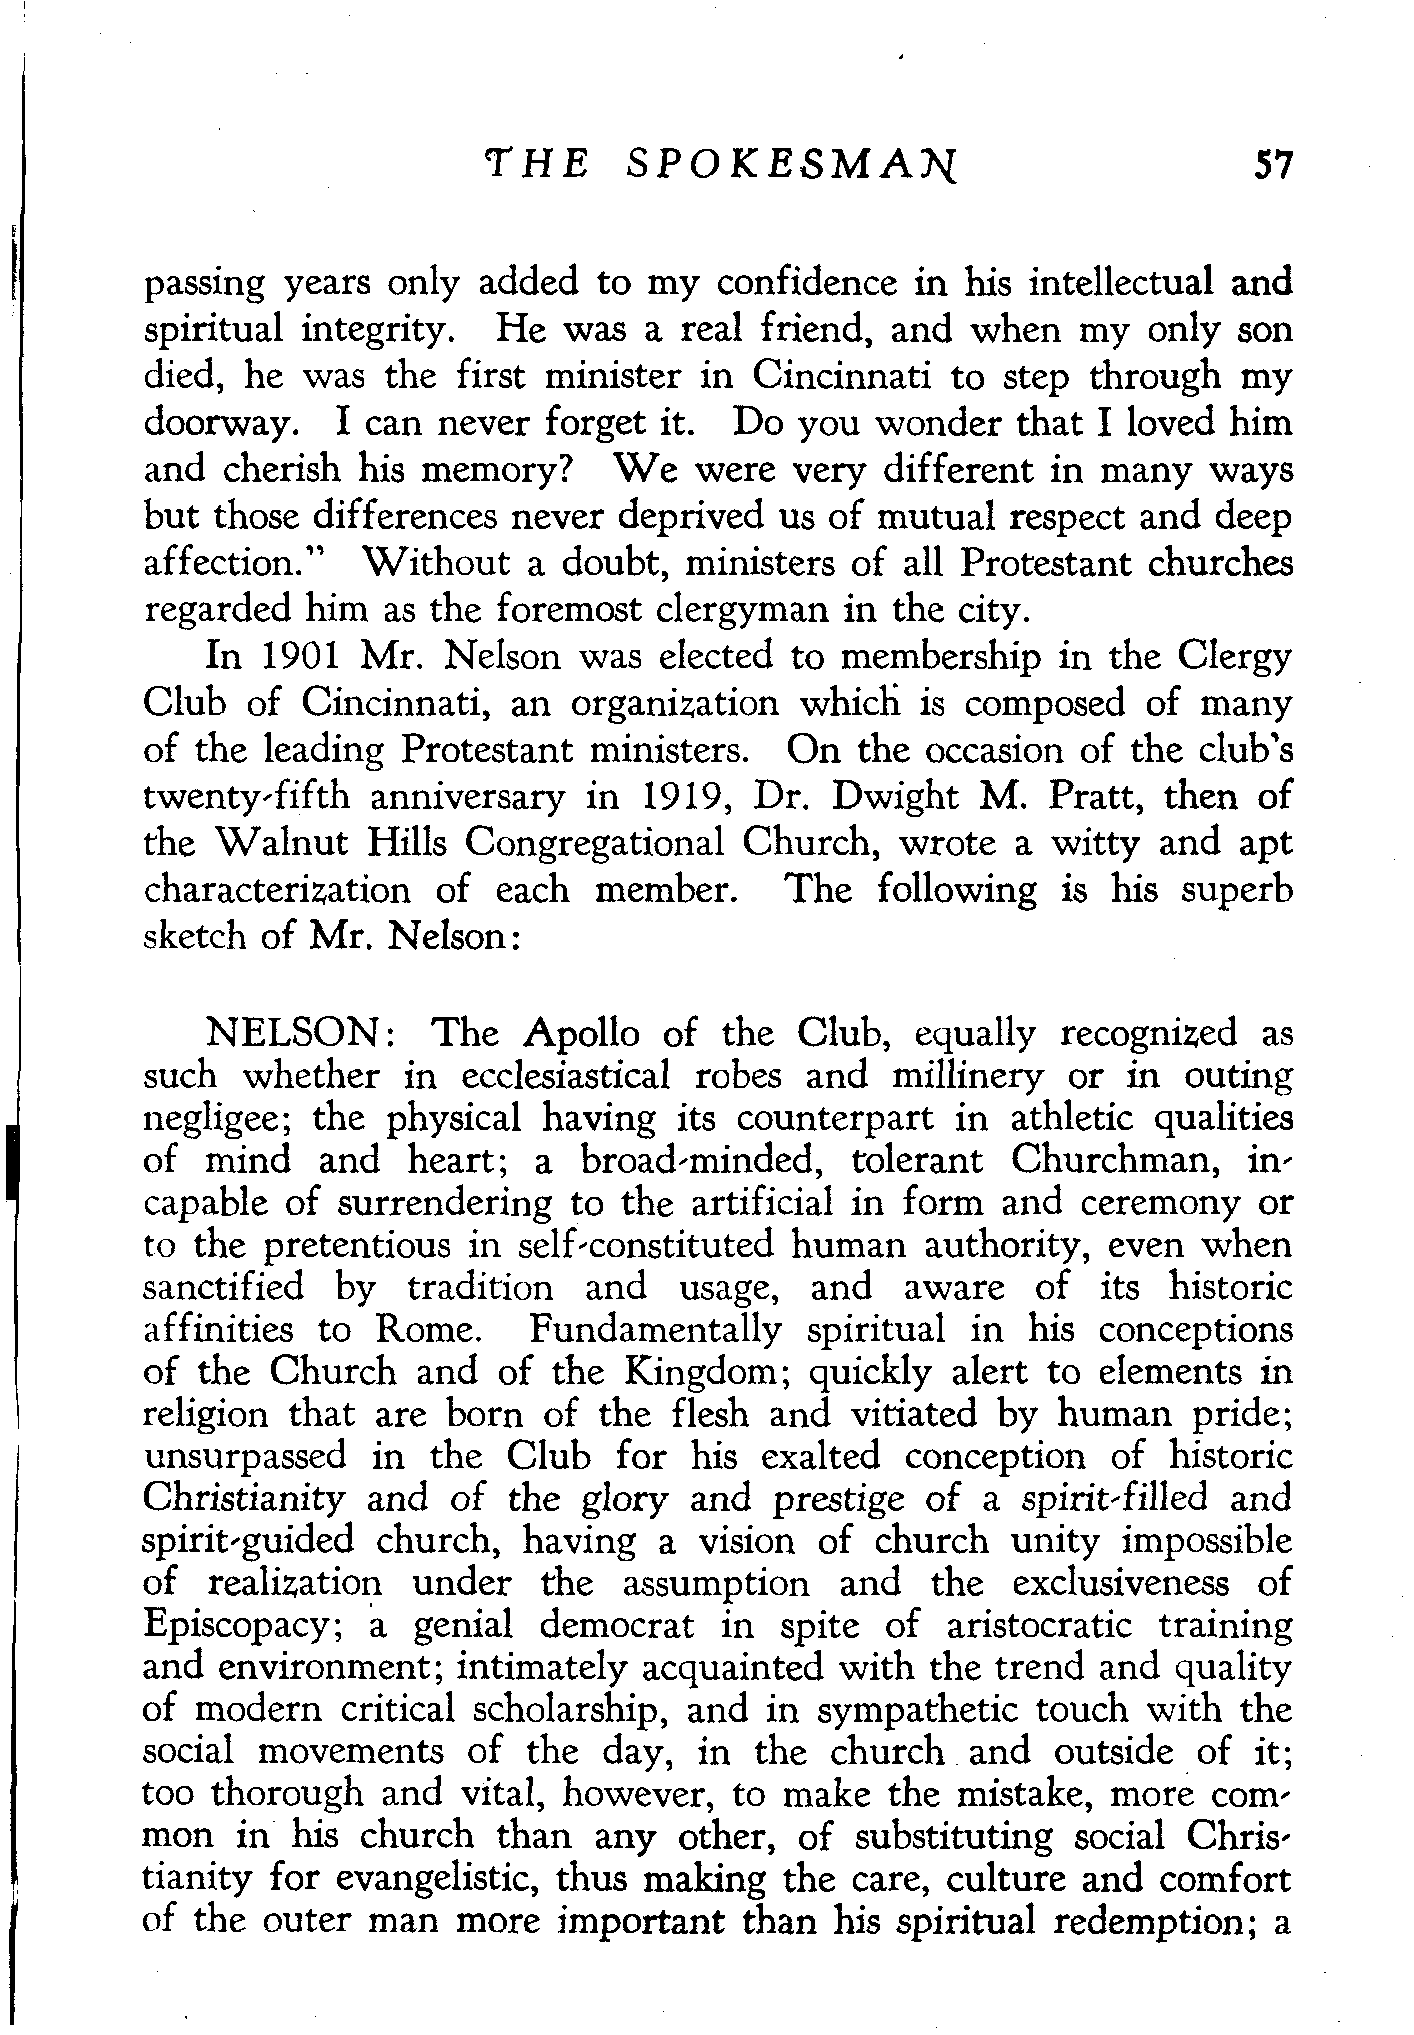 THE SPOKESMAN 57
passing years only added to my confidence in his intellectual and
spiritual integrity. He was a real friend, and when my only son
died, he was the first minister in Cincinnati to step through my
doorway. I can never forget it. Do you wonder that I loved him
and cherish his memory? We were very different in many ways
but those differences never deprived us of mutual respect and deep
affection." Without a doubt, ministers of all Protestant churches
regarded him as the foremost clergyman in the city.
In 1901 Mr. Nelson was elected to membership in the Clergy
Club of Cincinnati, an organization which is composed of many
of the leading Protestant ministers. On the occasion of the club's
twenty-fifth anniversary in 1919, Dr. Dwight M. Pratt, then of
the Walnut Hills Congregational Church, wrote a witty and apt
characterization of each member. The following is his superb
sketch of Mr. Nelson:
NELSON: The Apollo of the Club, equally recognized as
such whether in ecclesiastical robes and millinery or in outing
negligee; the physical having its counterpart in athletic qualities
of mind and heart; a broad-minded, tolerant Churchman, in-
capable of surrendering to the artificial in form and ceremony or
to the pretentious in self-constituted human authority, even when
sanctified by tradition and usage, and aware of its historic
affinities to Rome. Fundamentally spiritual in his conceptions
of the Church and of the Kingdom; quickly alert to elements in
religion that are born of the flesh and vitiated by human pride;
unsurpassed in the Club for his exalted conception of historic
Christianity and of the glory and prestige of a spirit-filled and
spirit-guided church, having a vision of church unity impossible
of realization under the assumption and the exclusiveness of
Episcopacy; a genial democrat in spite of aristocratic training
and environment; intimately acquainted with the trend and quality
of modern critical scholarship, and in sympathetic touch with the
social movements of the day, in the church and outside of it;
too thorough and vital, however, to make the mistake, more com-
mon in his church than any other, of substituting social Chris-
tianity for evangelistic, thus making the care, culture and comfort
of the outer man more important than his spiritual redemption; a